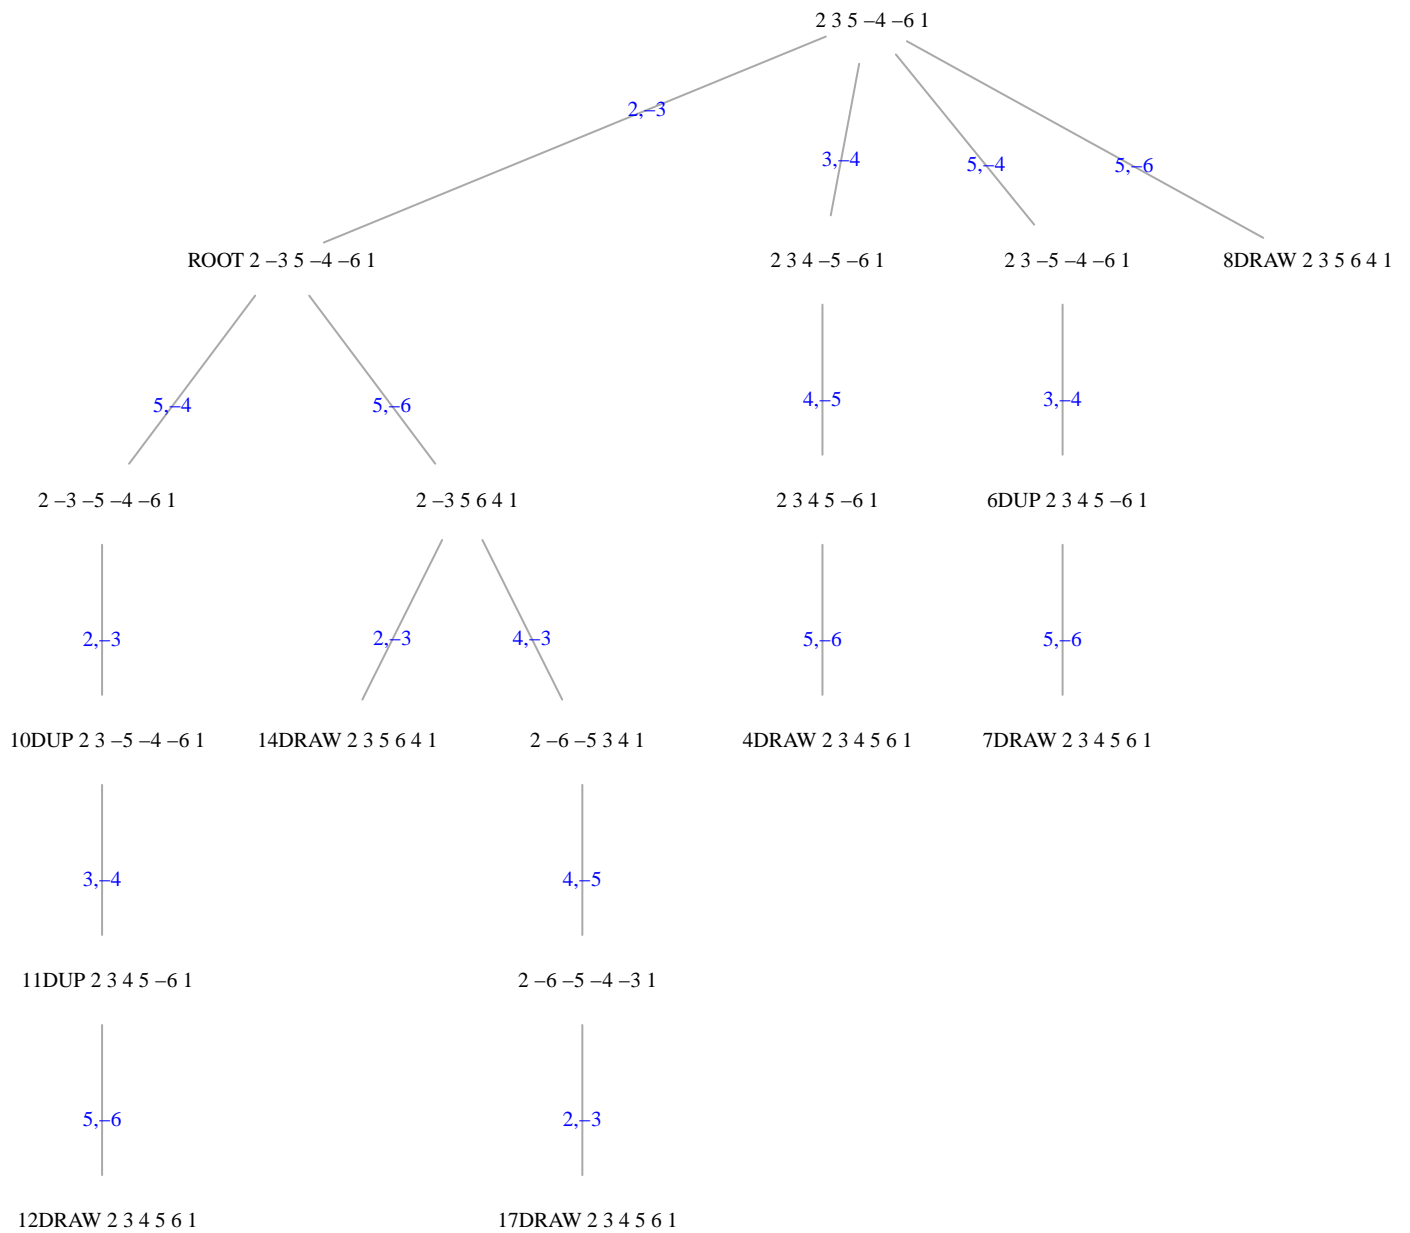 2 3 5 –4 –6 1
2,–3
3,–4
5,–4
5,–6
ROOT 2 –3 5 –4 –6 1
2 3 4 –5 –6 1
2 3 –5 –4 –6 1
8DRAW 2 3 5 6 4 1
5,–4
5,–6
4,–5
3,–4
2 –3 –5 –4 –6 1
2 –3 5 6 4 1
2 3 4 5 –6 1
6DUP 2 3 4 5 –6 1
2,–3
2,–3
4,–3
5,–6
5,–6
10DUP 2 3 –5 –4 –6 1
14DRAW 2 3 5 6 4 1
2 –6 –5 3 4 1
4DRAW 2 3 4 5 6 1
7DRAW 2 3 4 5 6 1
3,–4
4,–5
11DUP 2 3 4 5 –6 1
2 –6 –5 –4 –3 1
5,–6
2,–3
12DRAW 2 3 4 5 6 1
17DRAW 2 3 4 5 6 1